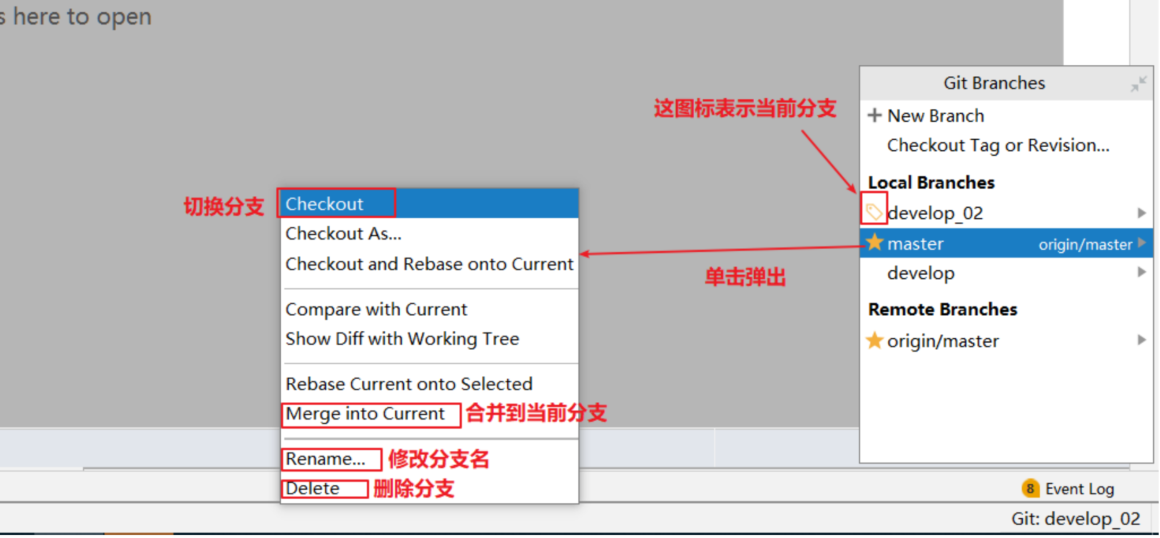 s here to open
Git Branches
这图标表示当前分支
New Branch
Checkout Tag or Revision...
Local Branches
切换分支
Checkout
develop_02
Checkout As...
master origin/master
Checkout and Rebase onto Current
单击弹出
develop
Compare with Current
Remote Branches
Show Diff with Working Tree
origin/master
Rebase Current onto Selected
Merge into Current
合并到当前分支
Rename...
修改分支名
Delete
删除分支
8 Event Log
Git: develop_02